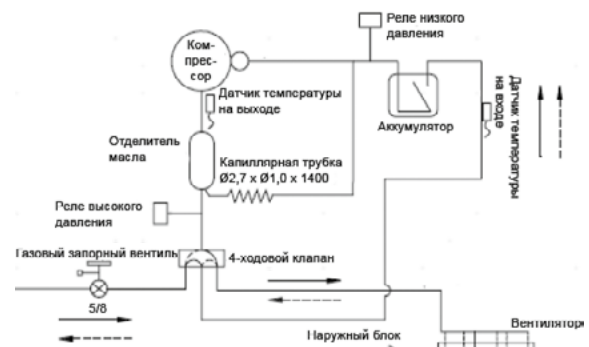 Реле низкого
давления
Ком-
прес-
сор
Датчик температуры
на выходе
Аккумулятор
Датчик температуры
на входе
Отделитель
масла
Капиллярная трубка
Ø2,7 x Ø1,0 x 1400
Реле высокого
давления
Газовый запорный вентиль
4-ходовой клапан
5/8
Наружный блок
Вентилятор